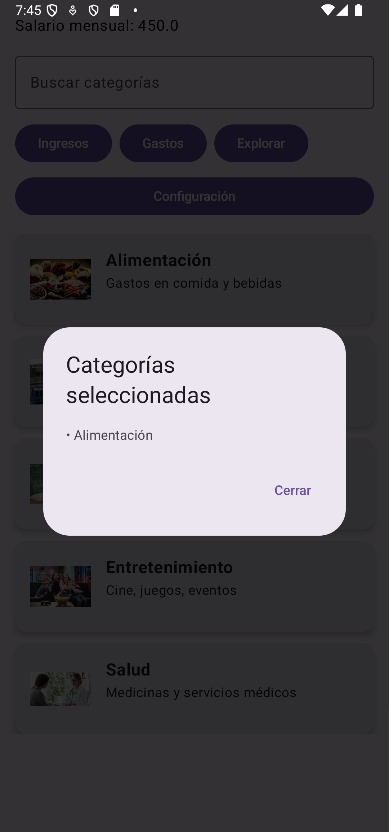 7:45
Salario mensual: 450.0
Buscar categorías
Ingresos
Gastos
Explorar
Configuración
Alimentación
Gastos en comida y bebidas
Categorías
seleccionadas
• Alimentación
Cerrar
Entretenimiento
Cine, juegos, eventos
Salud
Medicinas y servicios médicos